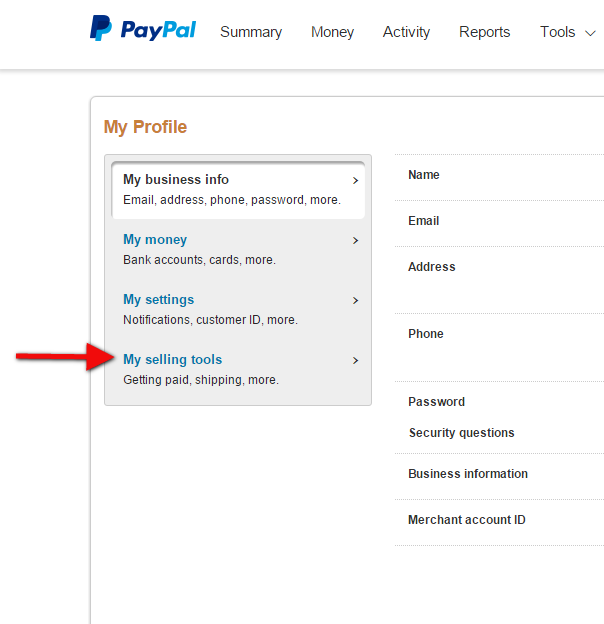 PayPal Summary Money Activity Reports Tools
My Profile
My business info
Email, address, phone, password, more.
My money
Bank accounts, cards, more.
My settings
Notifications, customer ID, more.
My selling tools
Getting paid, shipping, more.
Name
Email
Address
Phone
Password
Security questions
Business information
Merchant account ID